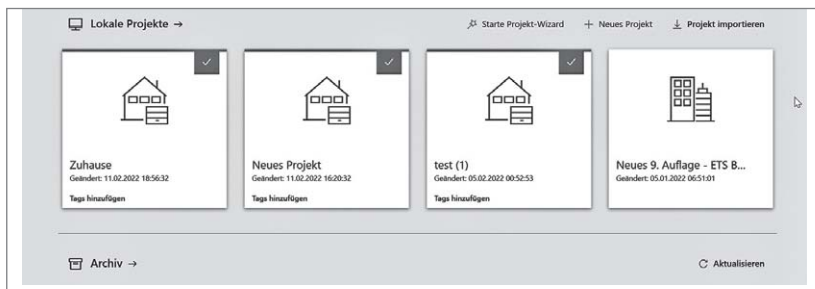 Lokale Projekte →
Starte Projekt-Wizard
Neues Projekt
Projekt importieren
Zuhause
Geändert: 11.02.2022 18:56:32
Tags hinzufügen
Neues Projekt
Geändert: 11.02.2022 16:20:32
Tags hinzufügen
test (1)
Geändert: 05.02.2022 00:52:53
Tags hinzufügen
Neues 9. Auflage - ETS B...
Geändert: 05.01.2022 06:51:01
Archiv →
Aktualisieren